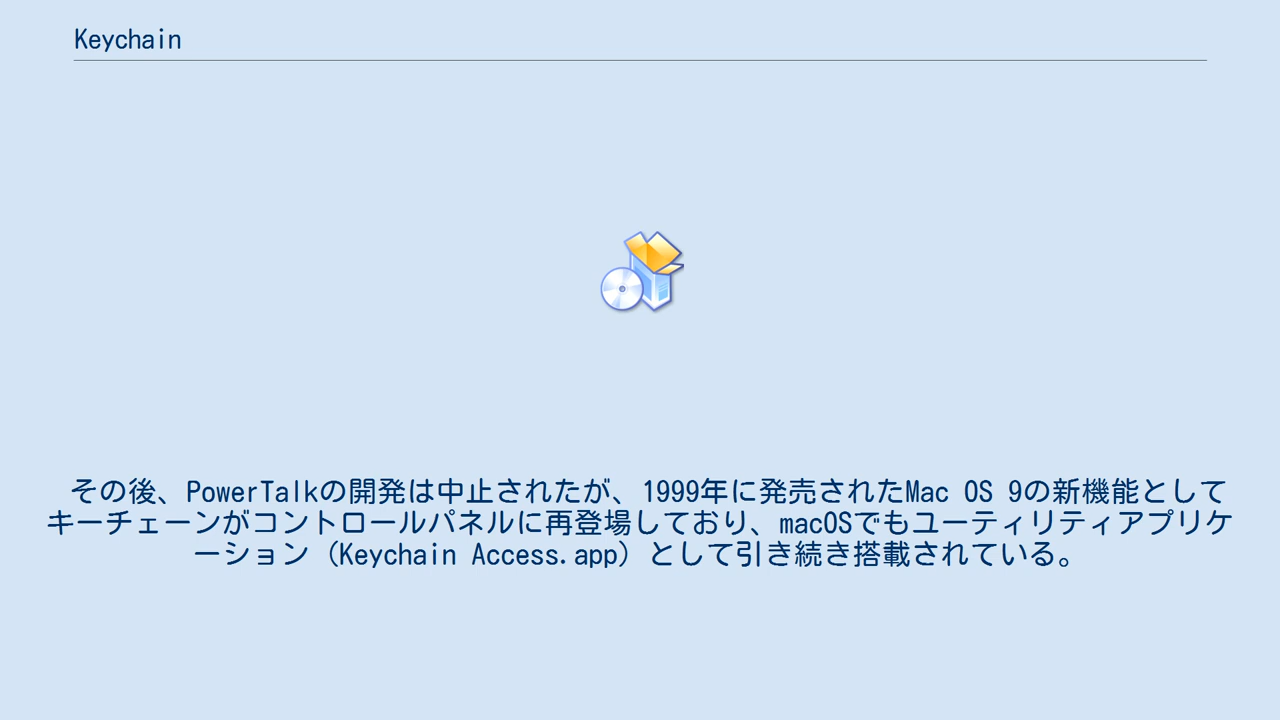 Keychain
その後、PowerTalkの開発は中止されたが、1999年に発売されたMac OS 9の新機能として
キーチェーンがコントロールパネルに再登場しており、macOSでもユーティリティアプリケ
ーション（Keychain Access.app）として引き続き搭載されている。